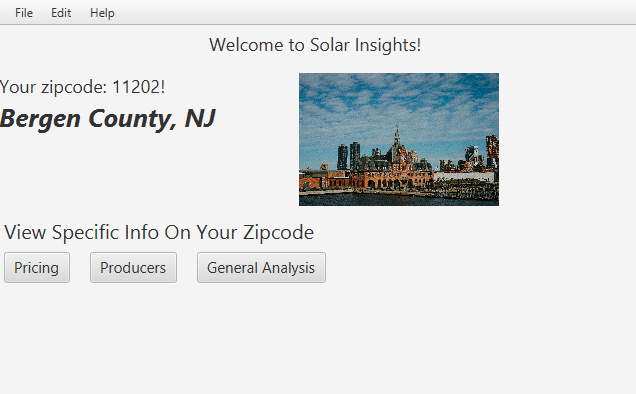 File Edit Help
Welcome to Solar Insights!
Your zipcode: 11202!
Bergen County, NJ
View Specific Info On Your Zipcode
Pricing Producers General Analysis